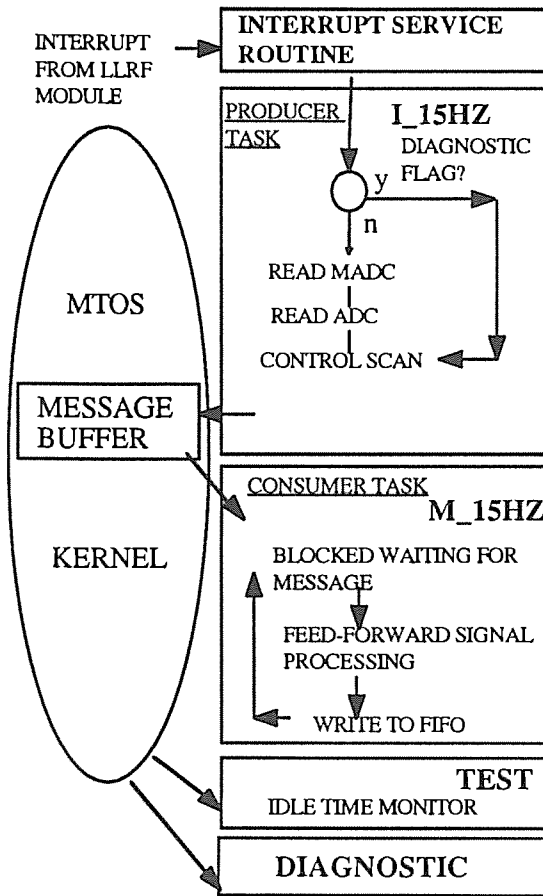 INTERRUPT
FROM LLRF
MODULE
INTERRUPT SERVICE
ROUTINE
PRODUCER
TASK
I_15HZ
DIAGNOSTIC
FLAG?
y
n
READ MADC
READ ADC
CONTROL SCAN
MTOS
MESSAGE
BUFFER
KERNEL
CONSUMER TASK
M_15HZ
BLOCKED WAITING FOR
MESSAGE
FEED-FORWARD SIGNAL
PROCESSING
WRITE TO FIFO
TEST
IDLE TIME MONITOR
DIAGNOSTIC